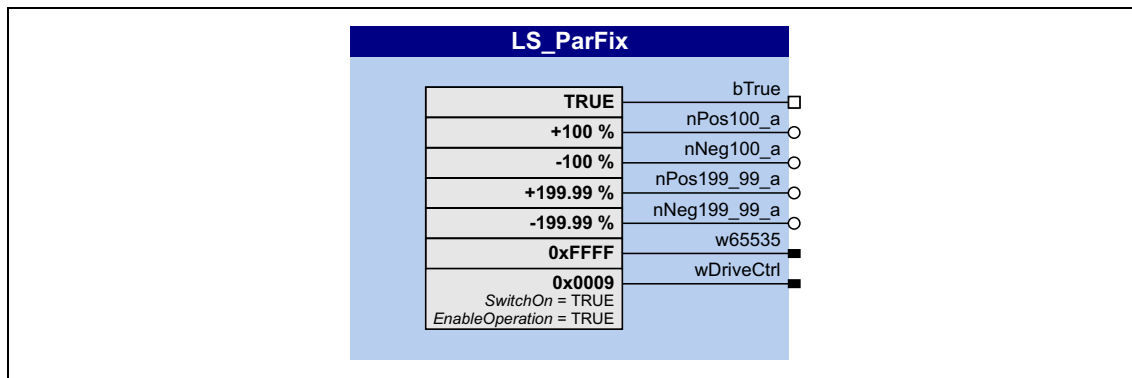 LS_ParFix
TRUE
bTrue
+100 %
nPos100_a
-100 %
nNeg100_a
+199.99 %
nPos199_99_a
-199.99 %
nNeg199_99_a
0xFFFF
w65535
0x0009
wDriveCtrl
SwitchOn = TRUE
EnableOperation = TRUE